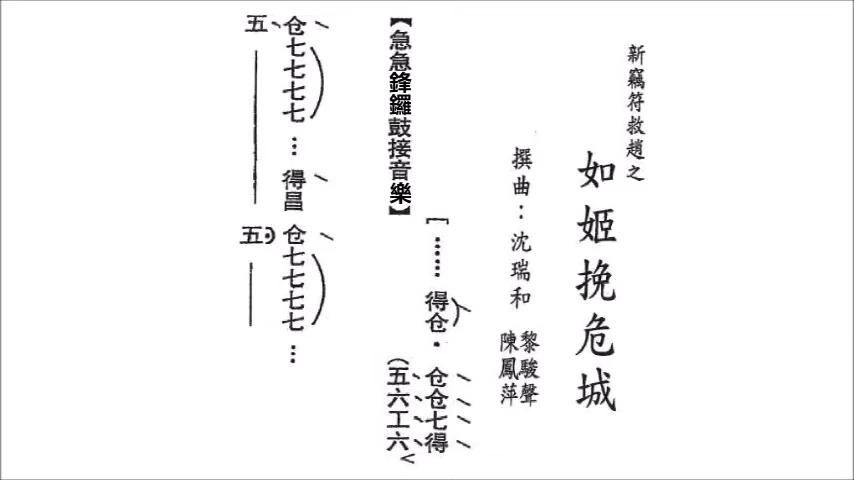 新竊符救趙之
如姬挽危城
撰曲：沈瑞和
黎駿聲
陳鳳萍
【急急鋒鑼鼓接音樂】
[……得仓•仓仓七得
(五、六、工、六
仓七七七七…得昌
五、
仓七七七七…
五